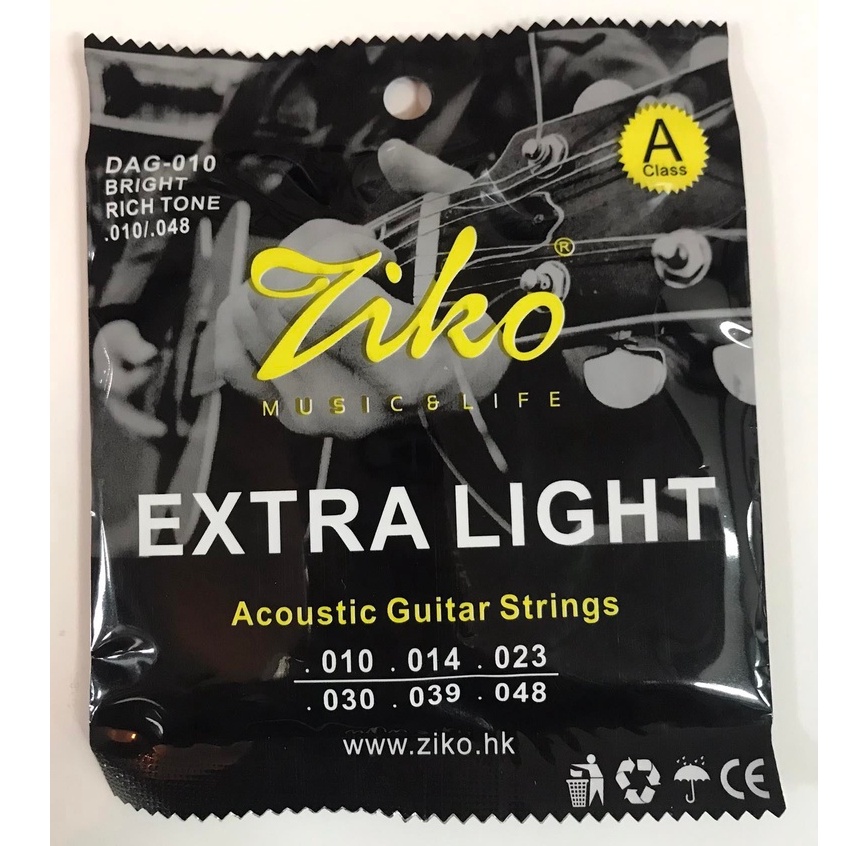 DAG-010
BRIGHT
RICH TONE
.010/.048
A
Class
Ziko®
MUSIC & LIFE
EXTRA LIGHT
Acoustic Guitar Strings
.010 .014 .023
.030 .039 .048
www.ziko.hk
CE